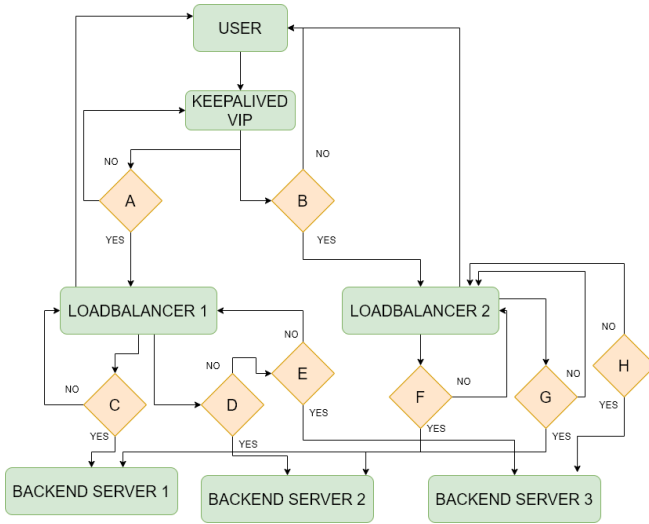 USER
KEEPALIVED
VIP
NO
NO
A
B
YES
YES
LOADBALANCER 1
LOADBALANCER 2
NO
NO
NO
E
H
NO
C
D
F
NO
G
NO
YES
YES
YES
YES
YES
YES
BACKEND SERVER 1
BACKEND SERVER 2
BACKEND SERVER 3